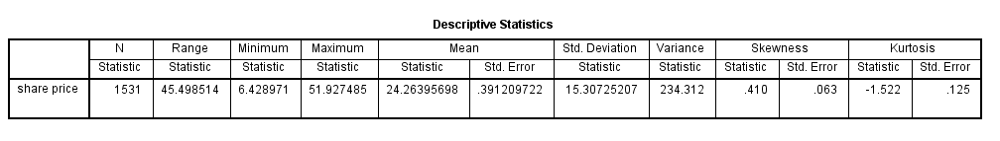 Descriptive Statistics
N Range Minimum Maximum Mean Std. Deviation Variance Skewness Kurtosis
Statistic Statistic Statistic Statistic Statistic Std. Error Statistic Statistic Statistic Std. Error Statistic Std. Error
share price 1531 45.498514 6.428971 51.927485 24.26395698 .391209722 15.30725207 234.312 .410 .063 -1.522 .125